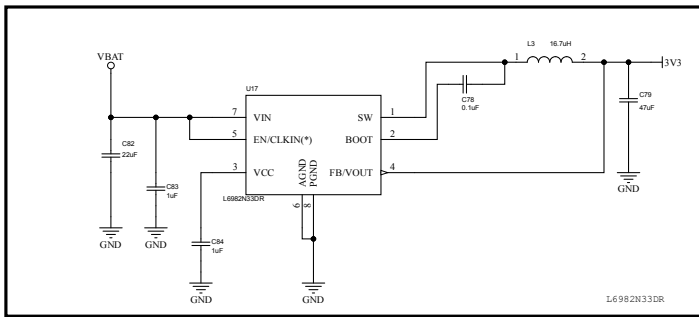 VBAT
U17
L3 16.7uH
1 2
3V3
7 VIN SW 1
C78
0.1uF
C79
47uF
5 EN/CLKIN(*) BOOT 2
C82
22uF
3 VCC AGND PGND FB/VOUT 4
C83
1uF
L6982N33DR
6 8
GND
C84
1uF
GND GND
GND GND
L6982N33DR